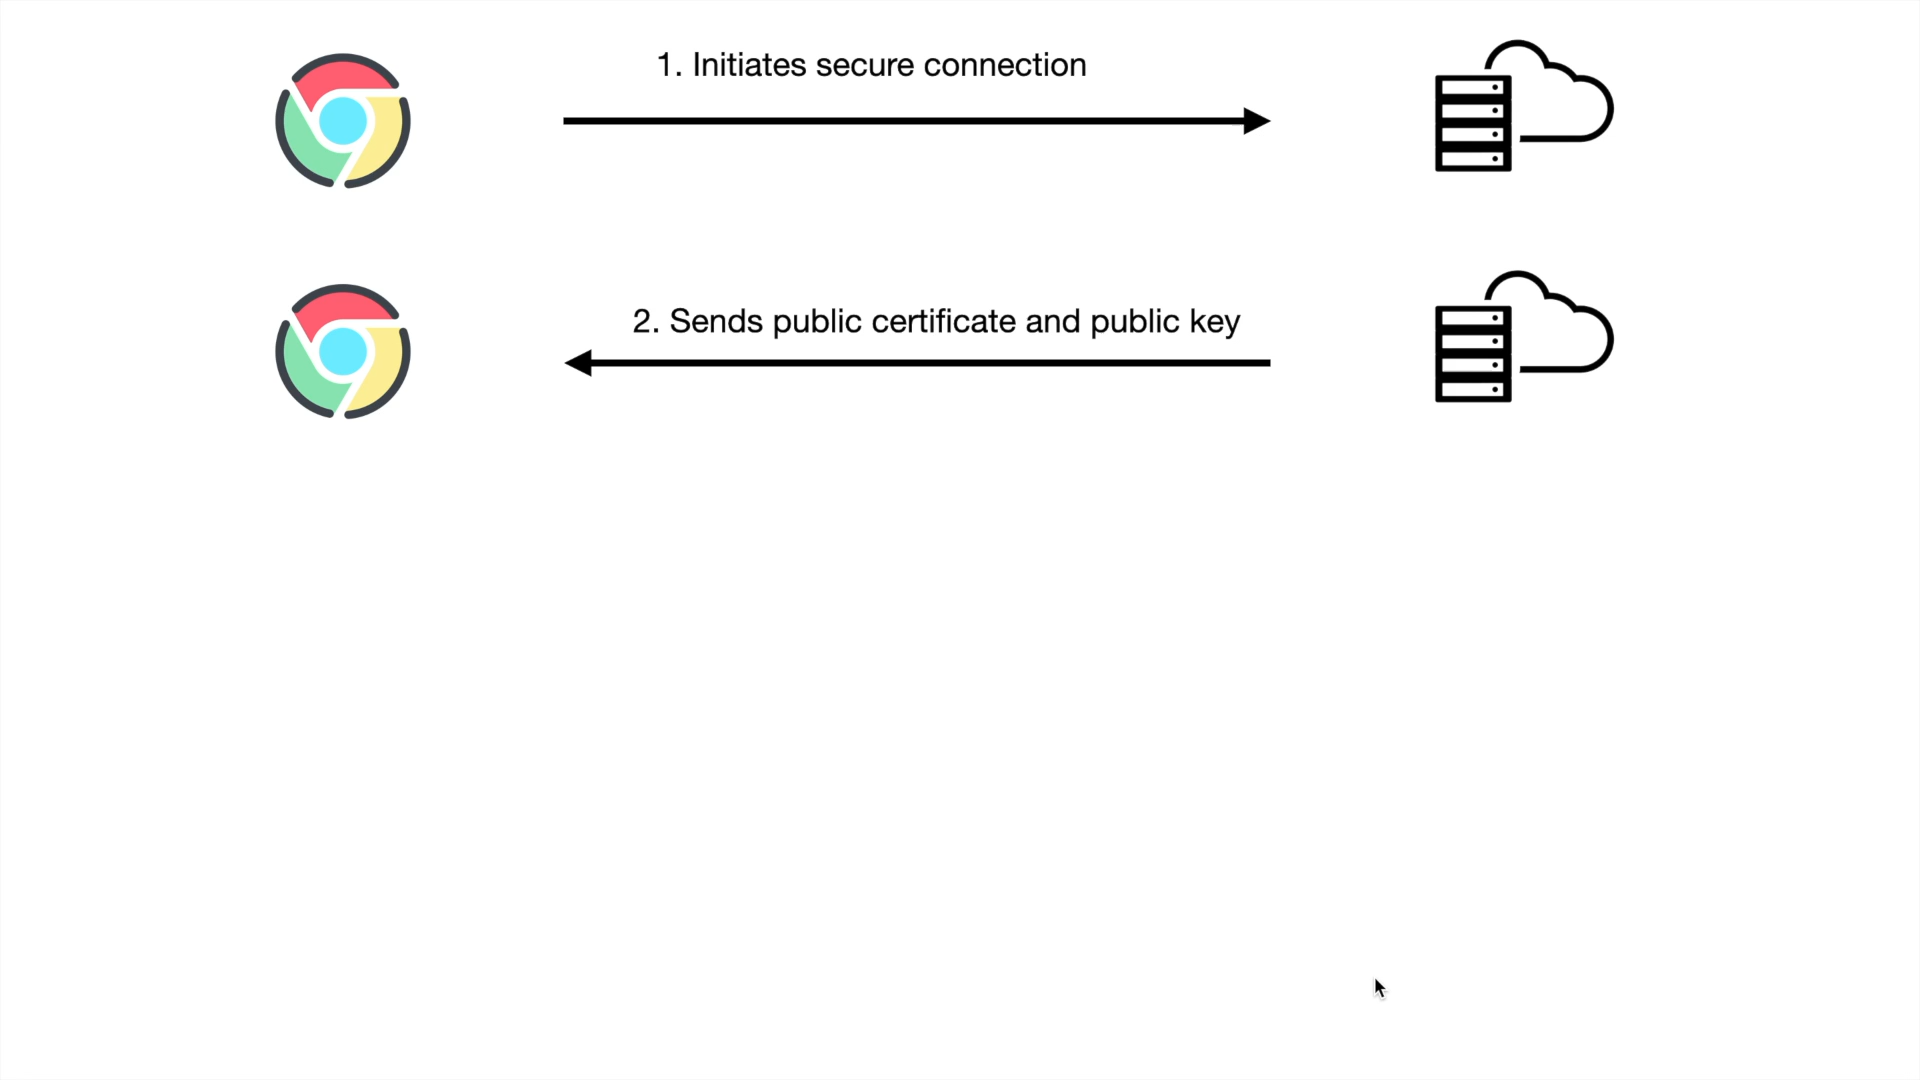 1. Initiates secure connection
2. Sends public certificate and public key